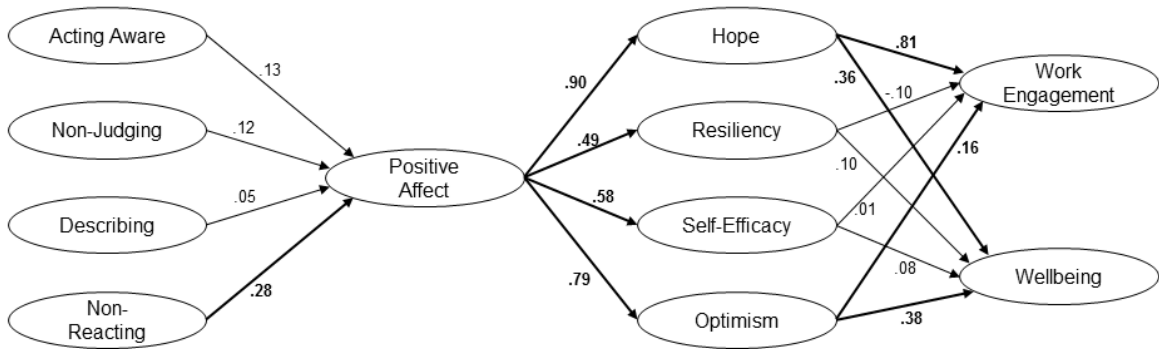 Acting Aware
Non-Judging
Describing
Non-
Reacting
.13
.12
.05
.28
Positive
Affect
.90
.49
.58
.79
Hope
Resiliency
Self-Efficacy
Optimism
.81
.36
-.10
.16
.10
.01
.08
.38
Work
Engagement
Wellbeing